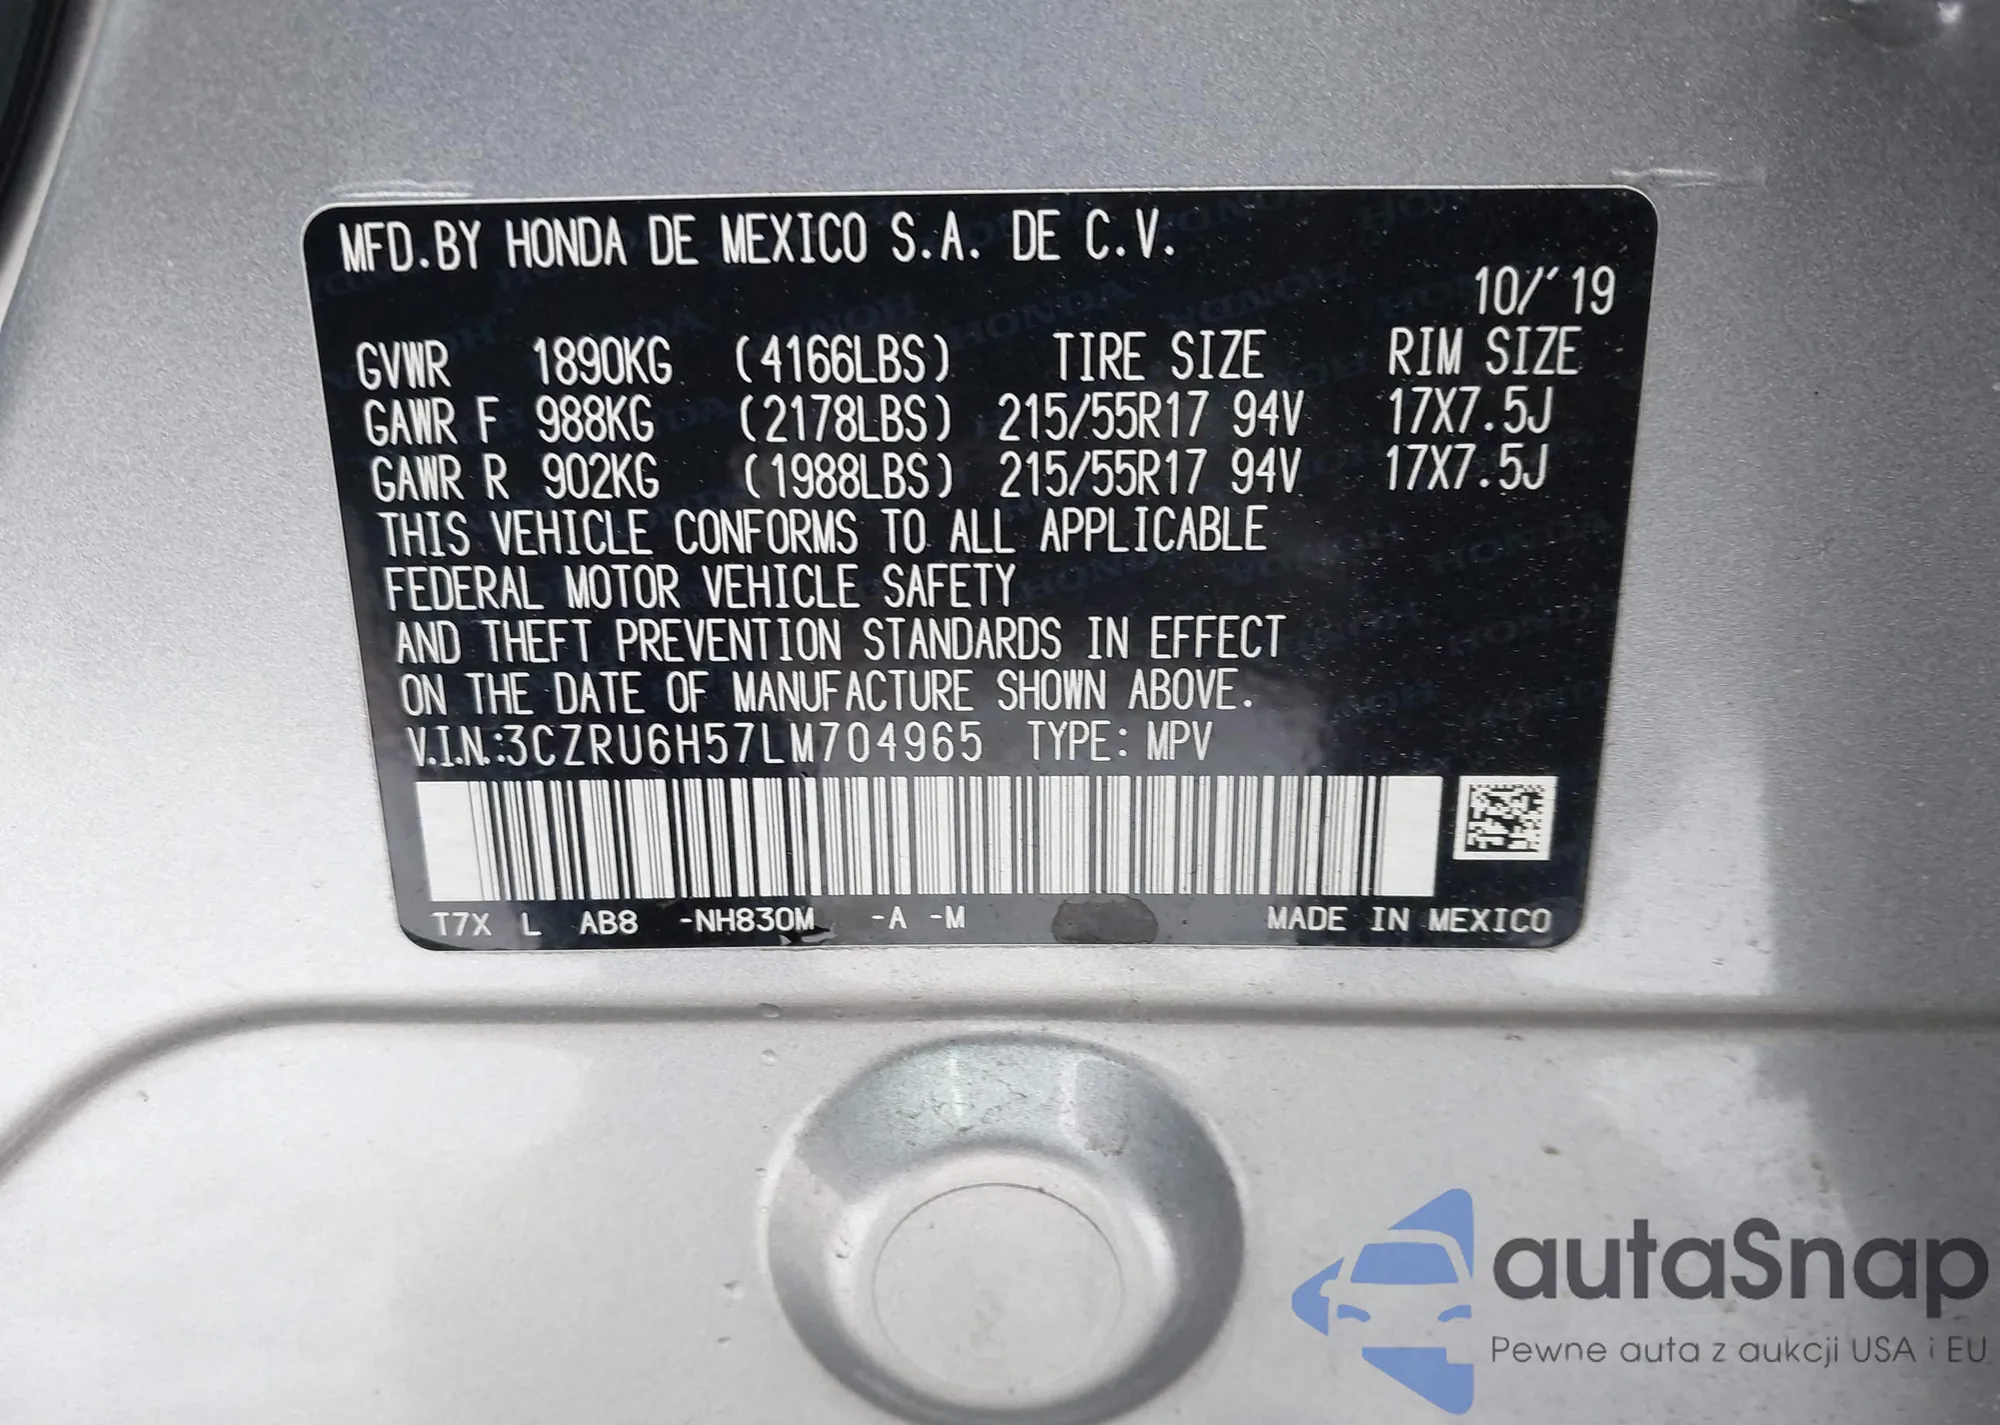 MFD.BY HONDA DE MEXICO S.A. DE C.V.
10/'19
GVWR 1890KG (4166LBS) TIRE SIZE RIM SIZE
GAWR F 988KG (2178LBS) 215/55R17 94V 17X7.5J
GAWR R 902KG (1988LBS) 215/55R17 94V 17X7.5J
THIS VEHICLE CONFORMS TO ALL APPLICABLE
FEDERAL MOTOR VEHICLE SAFETY
AND THEFT PREVENTION STANDARDS IN EFFECT
ON THE DATE OF MANUFACTURE SHOWN ABOVE.
V.I.N.:3CZRU6H57LM704965 TYPE: MPV
T7X L AB8 -NH830M -A -M MADE IN MEXICO
autaSnap
Pewne auta z aukcji USA i EU